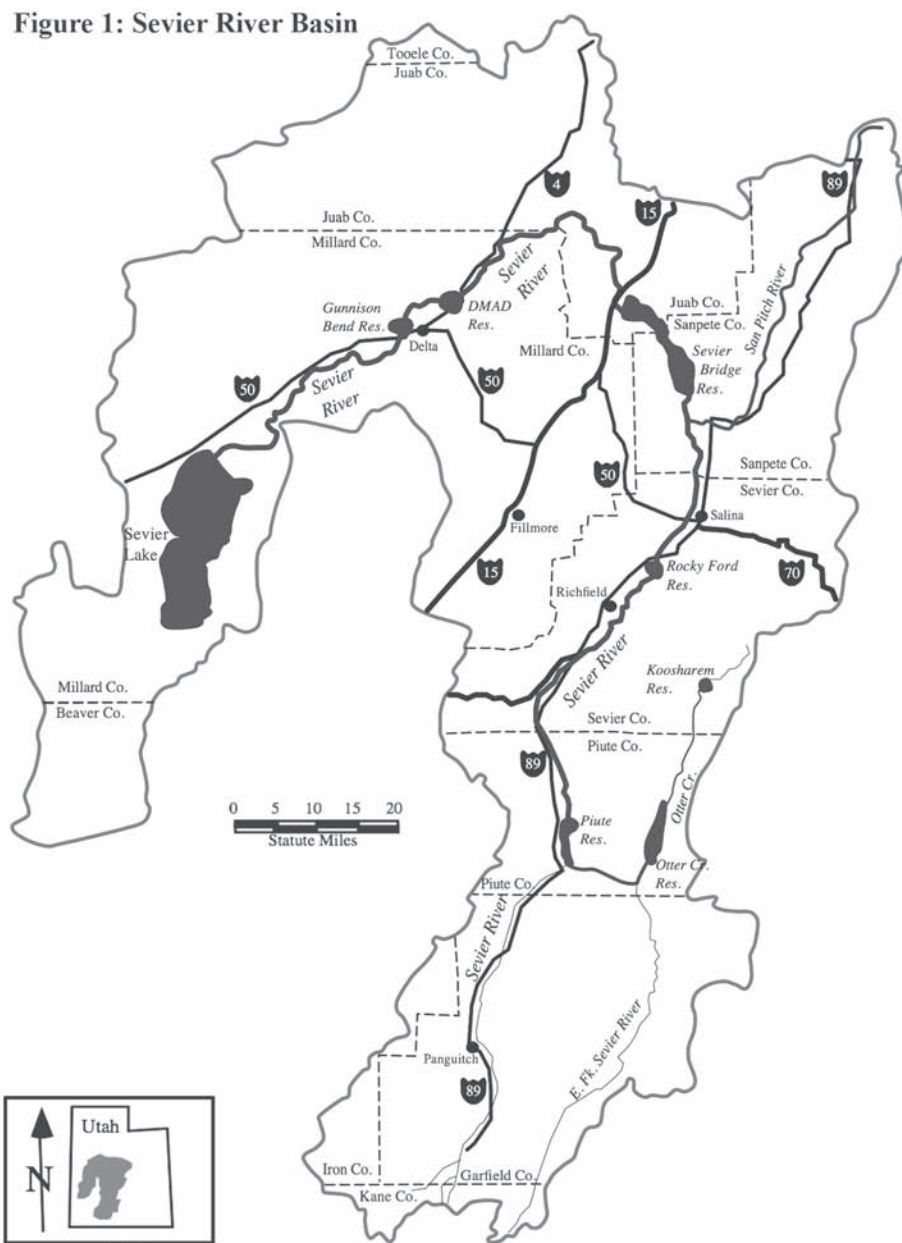 Figure 1: Sevier River Basin
Tooele Co.
Juab Co.
4
15
89
Juab Co.
Millard Co.
Sevier
River
San Pitch River
Gunnison
Bend Res.
DMAD
Res.
Delta
Juab Co.
Sanpete Co.
Millard Co.
Sevier
Bridge
Res.
50
Sevier
River
50
50
Sanpete Co.
Sevier Co.
Sevier
Lake
Fillmore
Salina
15
Rocky Ford
Res.
70
Richfield
Sevier River
Koosharem
Res.
Millard Co.
Beaver Co.
Sevier Co.
Piute Co.
89
Otter Cr.
0 5 10 15 20
Statute Miles
Piute
Res.
Otter Cr.
Res.
Piute Co.
Sevier River
E. Fk. Sevier River
Panguitch
89
Utah
N
Iron Co.
Garfield Co.
Kane Co.